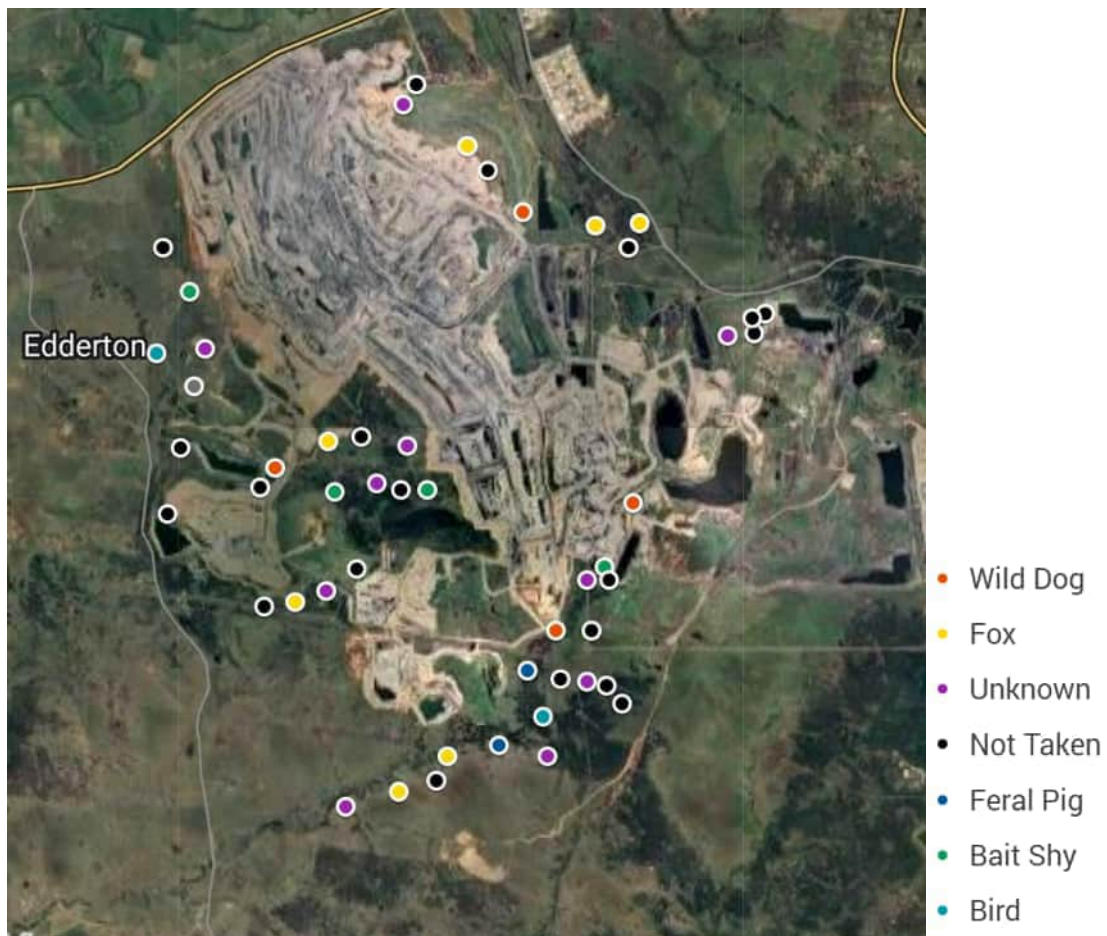 Edderton
Wild Dog
Fox
Unknown
Not Taken
Feral Pig
Bait Shy
Bird